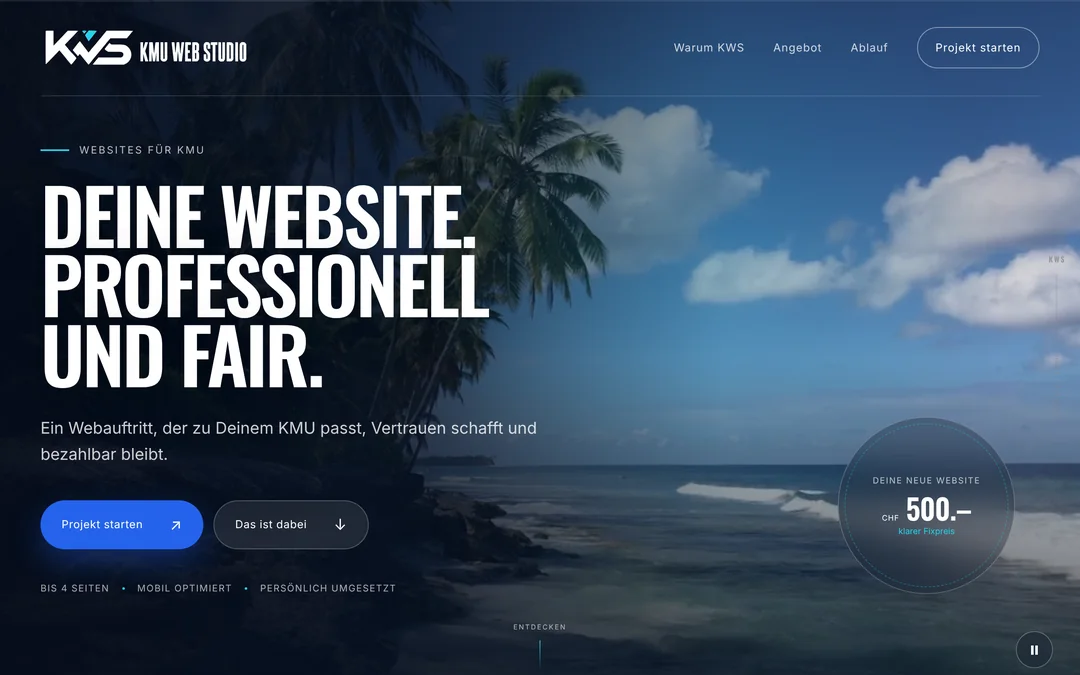 KWS KMU WEB STUDIO
Warum KWS
Angebot
Ablauf
Projekt starten
WEBSITES FÜR KMU
DEINE WEBSITE.
PROFESSIONELL
UND FAIR.
Ein Webauftritt, der zu Deinem KMU passt, Vertrauen schafft und
bezahlbar bleibt.
Projekt starten
Das ist dabei
BIS 4 SEITEN • MOBIL OPTIMIERT • PERSÖNLICH UMGESETZT
KWS
DEINE NEUE WEBSITE
CHF 500.–
klarer Fixpreis
ENTDECKEN